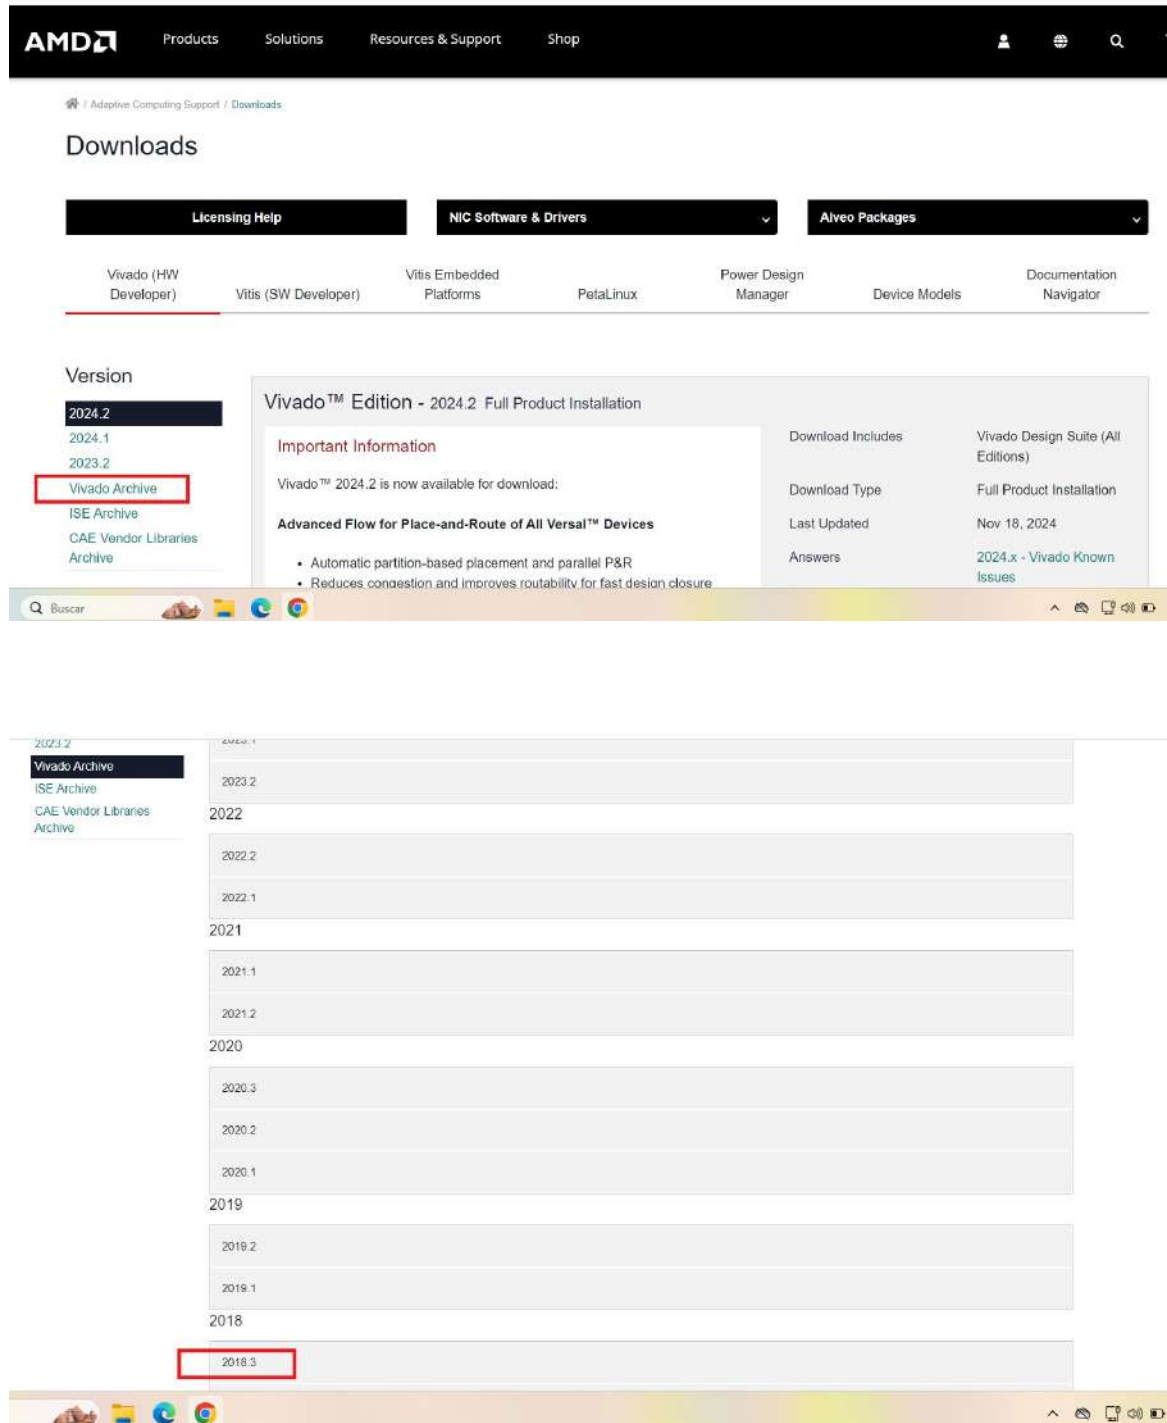 AMD Products Solutions Resources & Support Shop
/ Adaptive Computing Support / Downloads
Downloads
Licensing Help NIC Software & Drivers Alveo Packages
Vivado (HW Developer) Vitis (SW Developer) Vitis Embedded Platforms PetaLinux Power Design Manager Device Models Documentation Navigator
Version
2024.2
2024.1
2023.2
Vivado Archive
ISE Archive
CAE Vendor Libraries
Archive
Vivado™ Edition - 2024.2 Full Product Installation
Important Information
Vivado™ 2024.2 is now available for download:
Advanced Flow for Place-and-Route of All Versal™ Devices
• Automatic partition-based placement and parallel P&R
• Reduces congestion and improves routability for fast design closure
Download Includes Vivado Design Suite (All
Editions)
Download Type Full Product Installation
Last Updated Nov 18, 2024
Answers 2024.x - Vivado Known
Issues
Buscar
2023.2
Vivado Archive
ISE Archive
CAE Vendor Libraries
Archive
2023.1
2023.2
2022
2022.2
2022.1
2021
2021.1
2021.2
2020
2020.3
2020.2
2020.1
2019
2019.2
2019.1
2018
2018.3